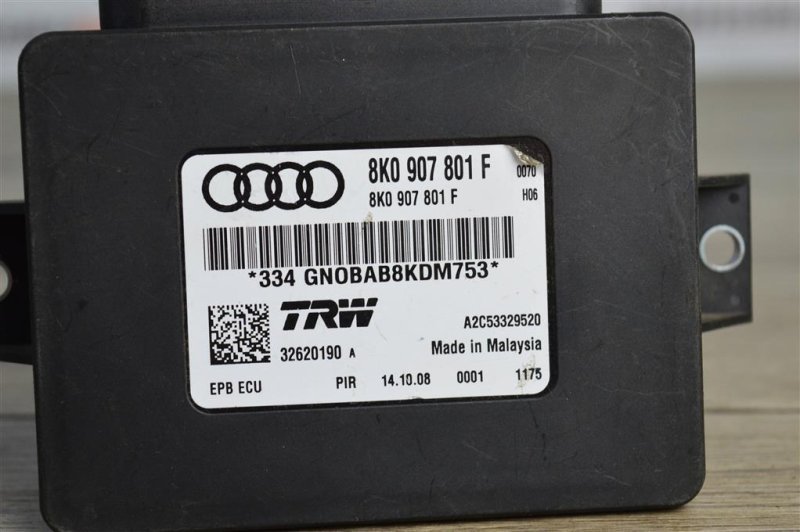 8K0 907 801 F 0070
8K0 907 801 F H06
*334 GN0BAB8KDM753*
TRW A2C53329520
32620190 A Made in Malaysia
EPB ECU PIR 14.10.08 0001 1175